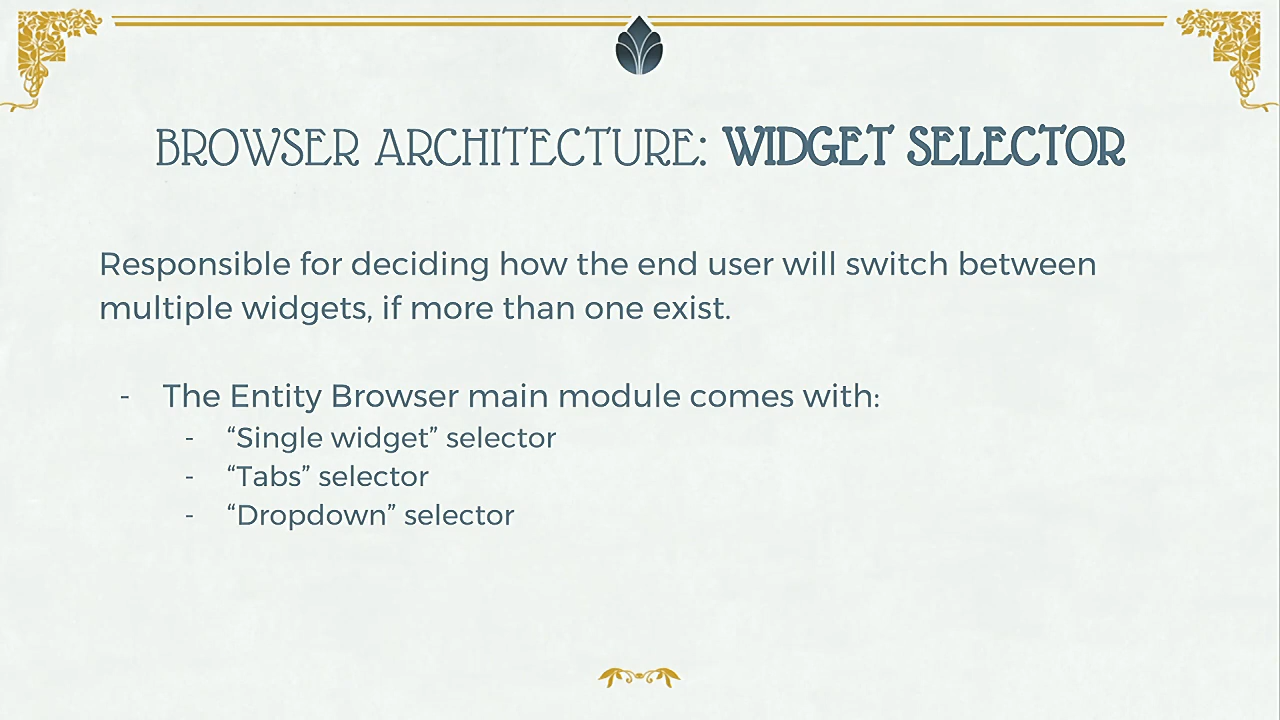 BROWSER ARCHITECTURE: WIDGET SELECTOR
Responsible for deciding how the end user will switch between
multiple widgets, if more than one exist.
- The Entity Browser main module comes with:
- “Single widget” selector
- “Tabs” selector
- “Dropdown” selector